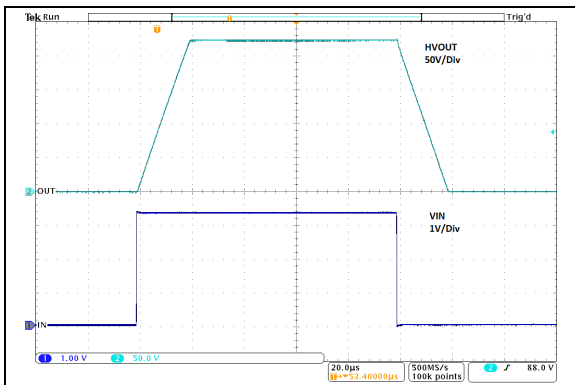 Tek Run Trig'd
T
T
HVOUT
50V/Div
2 OUT
VIN
1V/Div
1 IN
1 1.00 V 2 50.0 V
20.0µs 500MS/s 2 88.0 V
T→▼53.40000µs 100k points